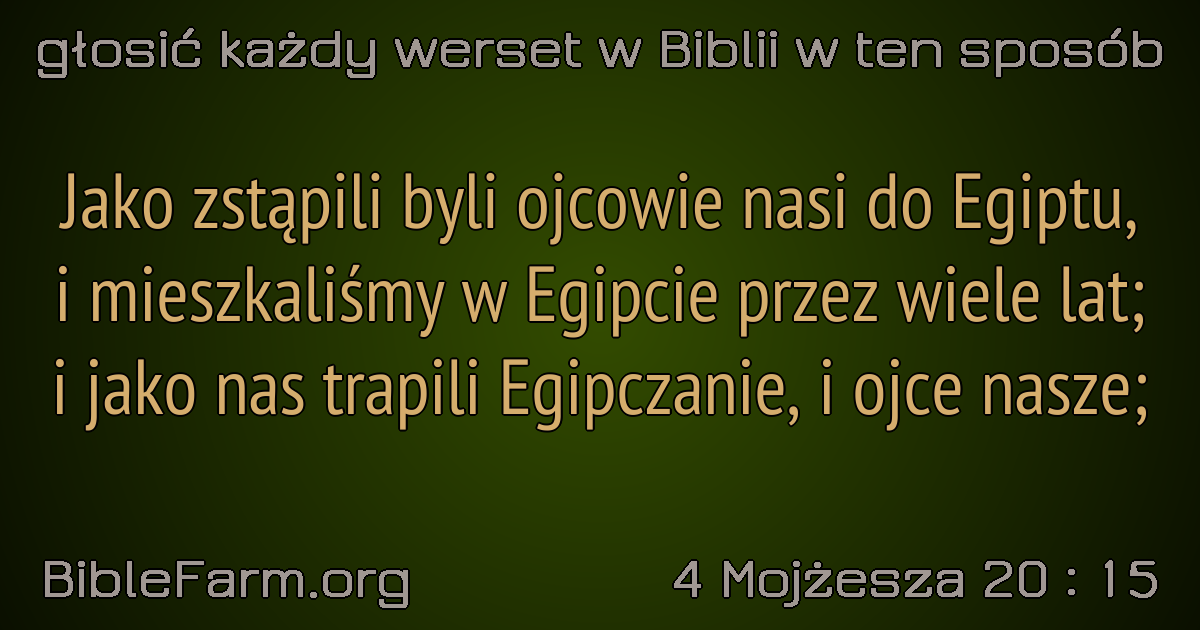 głosić każdy werset w Biblii w ten sposób
Jako zstąpili byli ojcowie nasi do Egiptu,
i mieszkaliśmy w Egipcie przez wiele lat;
i jako nas trapili Egipczanie, i ojce nasze;
BibleFarm.org
4 Mojżesza 20 : 15